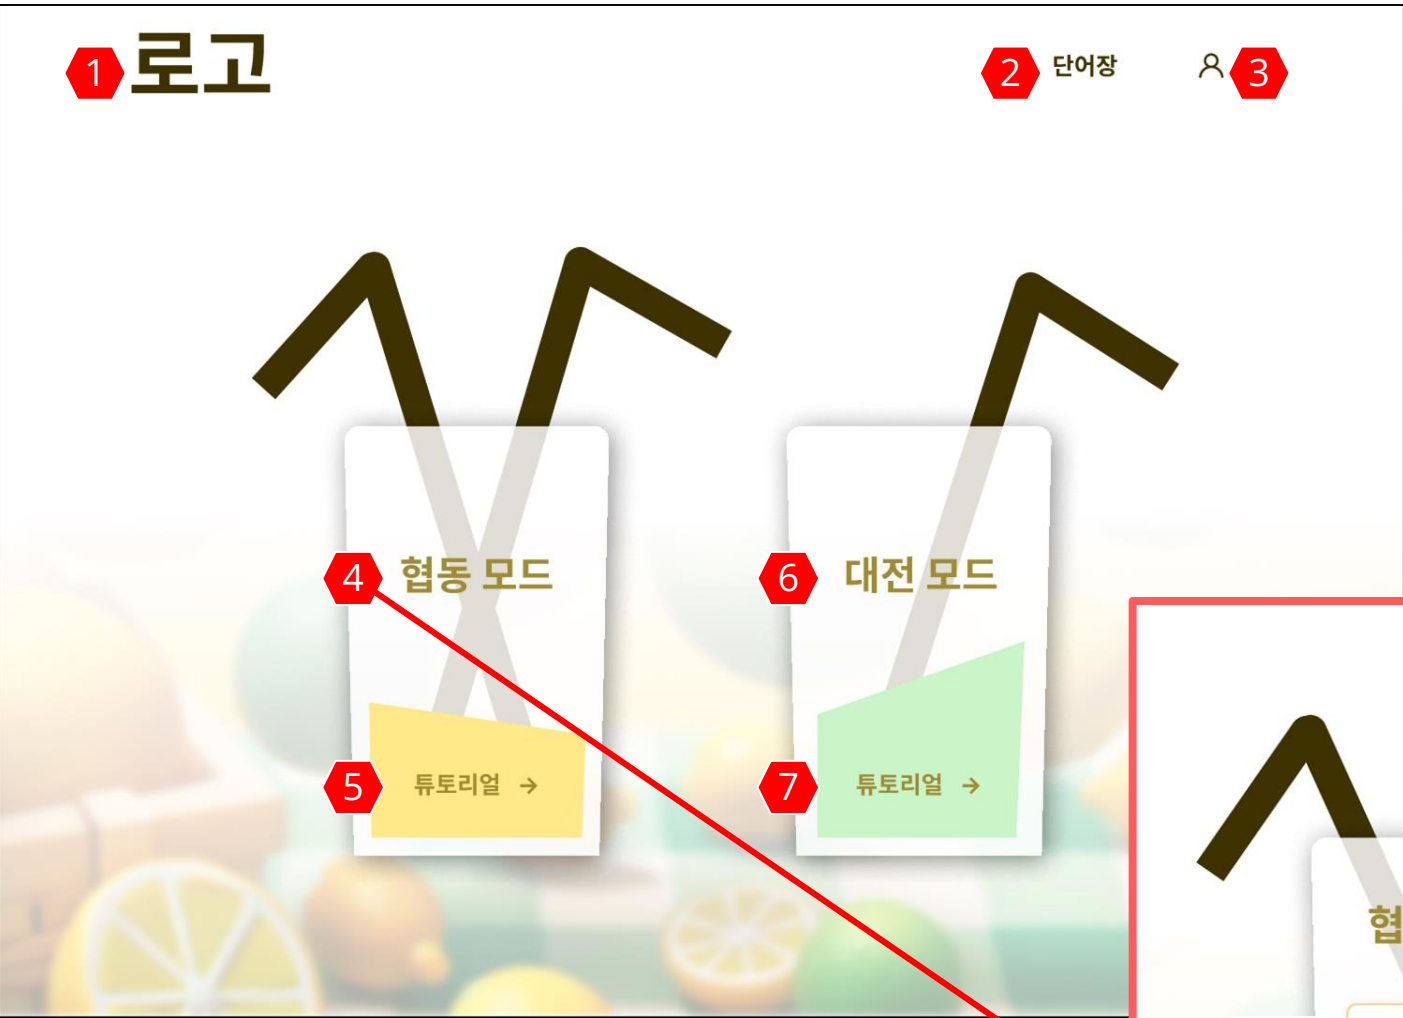 1 로고
2 단어장
3
4 협동 모드
6 대전 모드
5 튜토리얼 →
7 튜토리얼 →
협